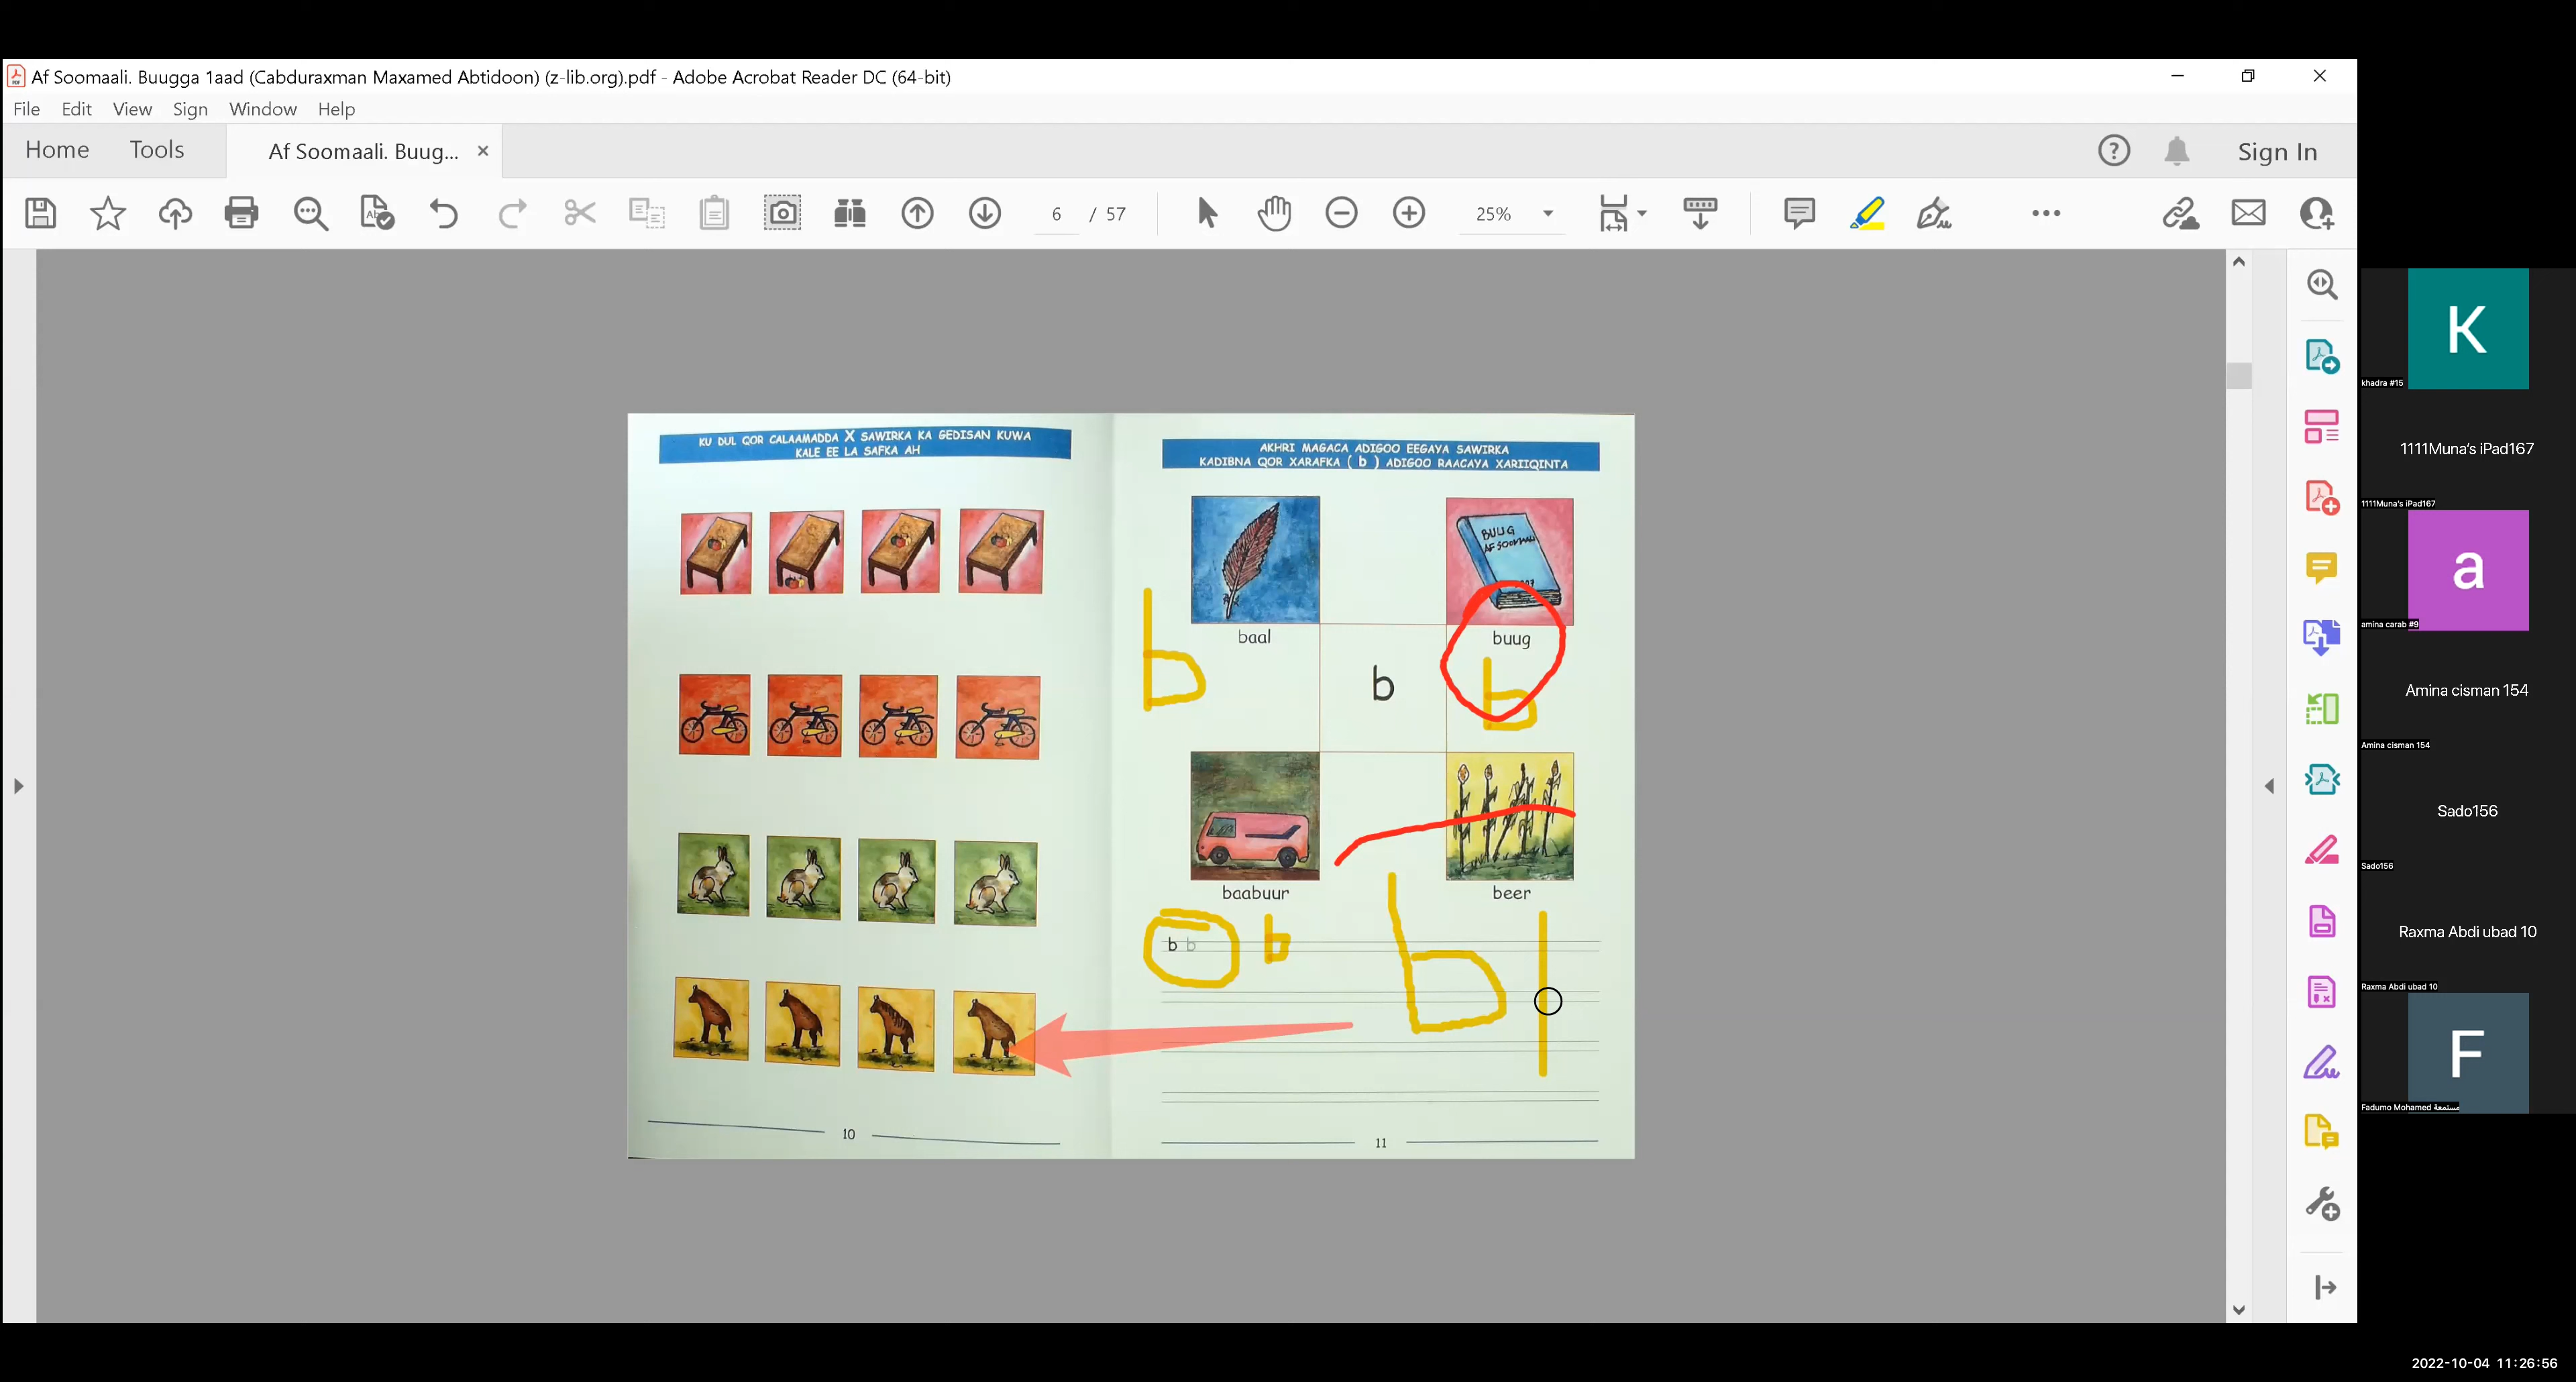 Af Soomaali. Buugga 1aad (Cabduraxman Maxamed Abtidoon) (z-lib.org).pdf - Adobe Acrobat Reader DC (64-bit)
File Edit View Sign Window Help
Home Tools Af Soomaali. Buug... Sign In
6 / 57 25%
KU DUL QOR CALAAMADDA X SAWIRKA KA GEDISAN KUWA
KALE EE LA SAFKA AH
10
AKHRI MAGACA ADIGOO EEGAYA SAWIRKA
KADIBNA QOR XARAFKA ( b ) ADIGOO RAACAYA XARIIQINTA
BUUG
AF SOOMAALI
baal buug
b
b b
baabuur beer
b b b b
11
K
khadra #15
1111Muna's iPad167
1111Muna's iPad167
a
amina carab #9
Amina cisman 154
Amina cisman 154
Sado156
Sado156
Raxma Abdi ubad 10
Raxma Abdi ubad 10
F
Fadumo Mohamed مستمعة
2022-10-04 11:26:56